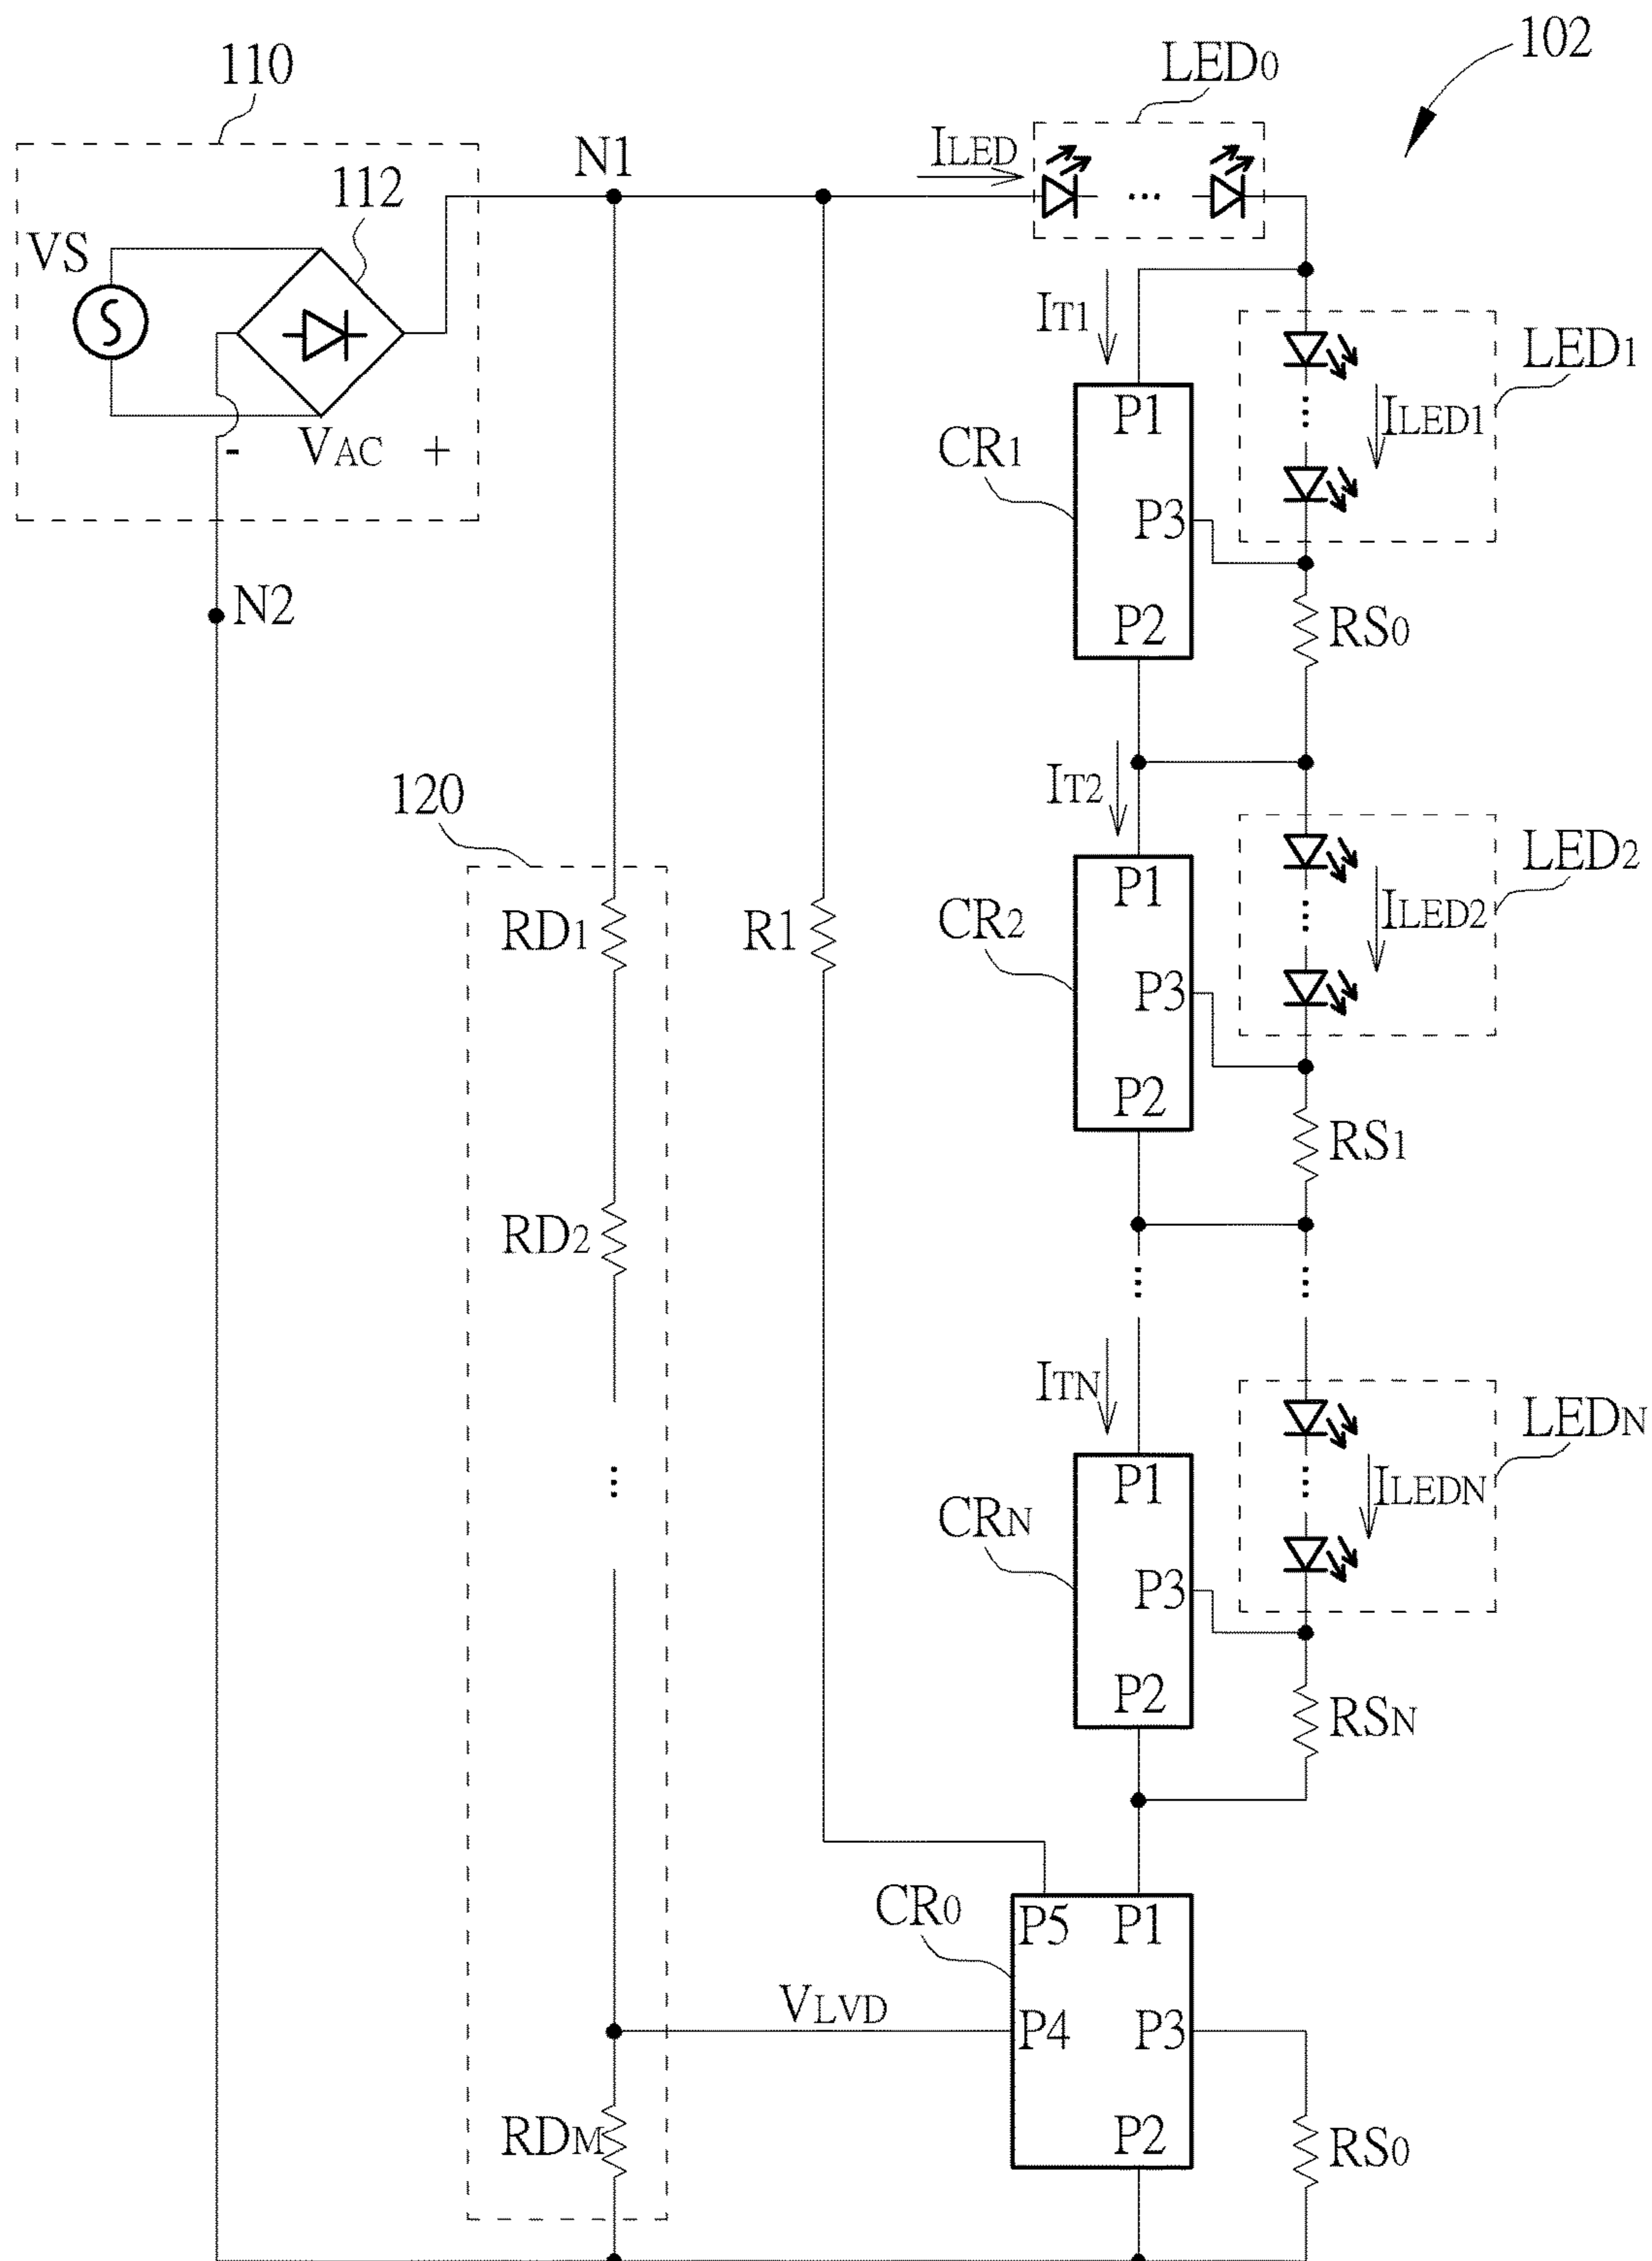 102
110
LED0
ILED
N1
112
VS
IT1
LED1
P1
ILED1
CR1
- VAC +
P3
N2
P2
RS0
120
IT2
P1
LED2
RD1
R1
CR2
ILED2
P3
P2
RS1
RD2
...
...
ITN
LEDN
P1
ILEDN
...
CRN
P3
P2
RSN
CR0
P5 P1
VLVD
P4 P3
RDM
P2
RS0